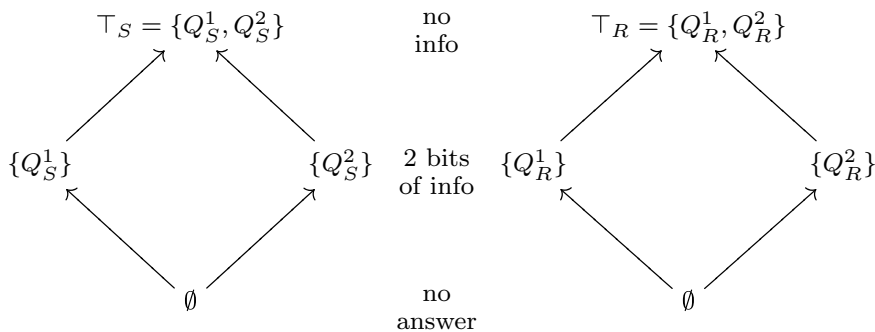 ⊤_S = {Q_S^1, Q_S^2}
no
info
⊤_R = {Q_R^1, Q_R^2}
{Q_S^1}
{Q_S^2}
2 bits
of info
{Q_R^1}
{Q_R^2}
∅
no
answer
∅